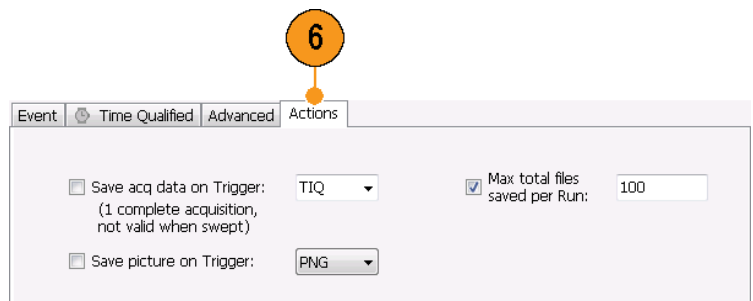 6
Event Time Qualified Advanced Actions
Save acq data on Trigger: TIQ Max total files saved per Run: 100
(1 complete acquisition,
not valid when swept)
Save picture on Trigger: PNG